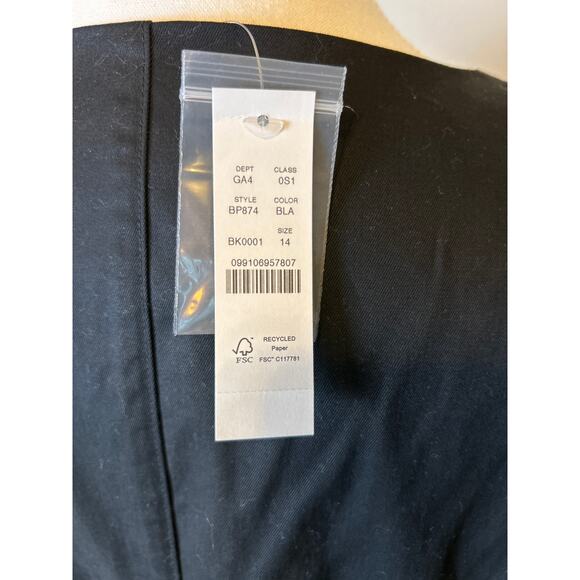 DEPT CLASS
GA4 0S1
STYLE COLOR
BP874 BLA
SIZE
BK0001 14
099106957807
RECYCLED
Paper
FSC FSC® C117781